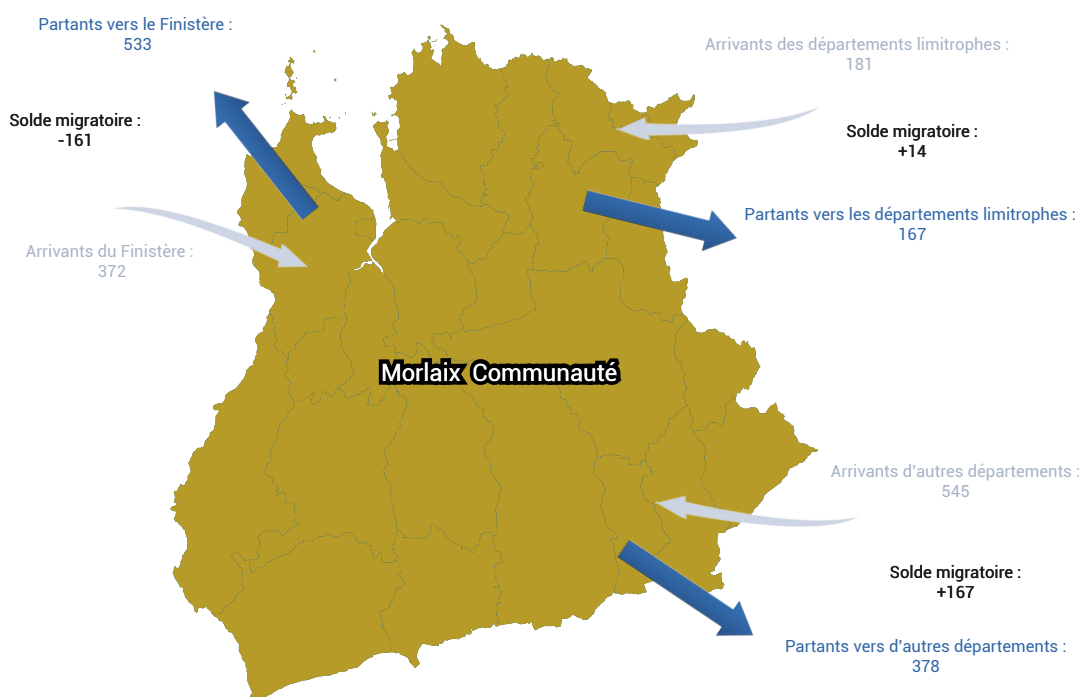 Partants vers le Finistère :
533
Arrivants des départements limitrophes :
181
Solde migratoire :
-161
Solde migratoire :
+14
Partants vers les départements limitrophes :
167
Arrivants du Finistère :
372
Morlaix Communauté
Arrivants d'autres départements :
545
Solde migratoire :
+167
Partants vers d'autres départements :
378